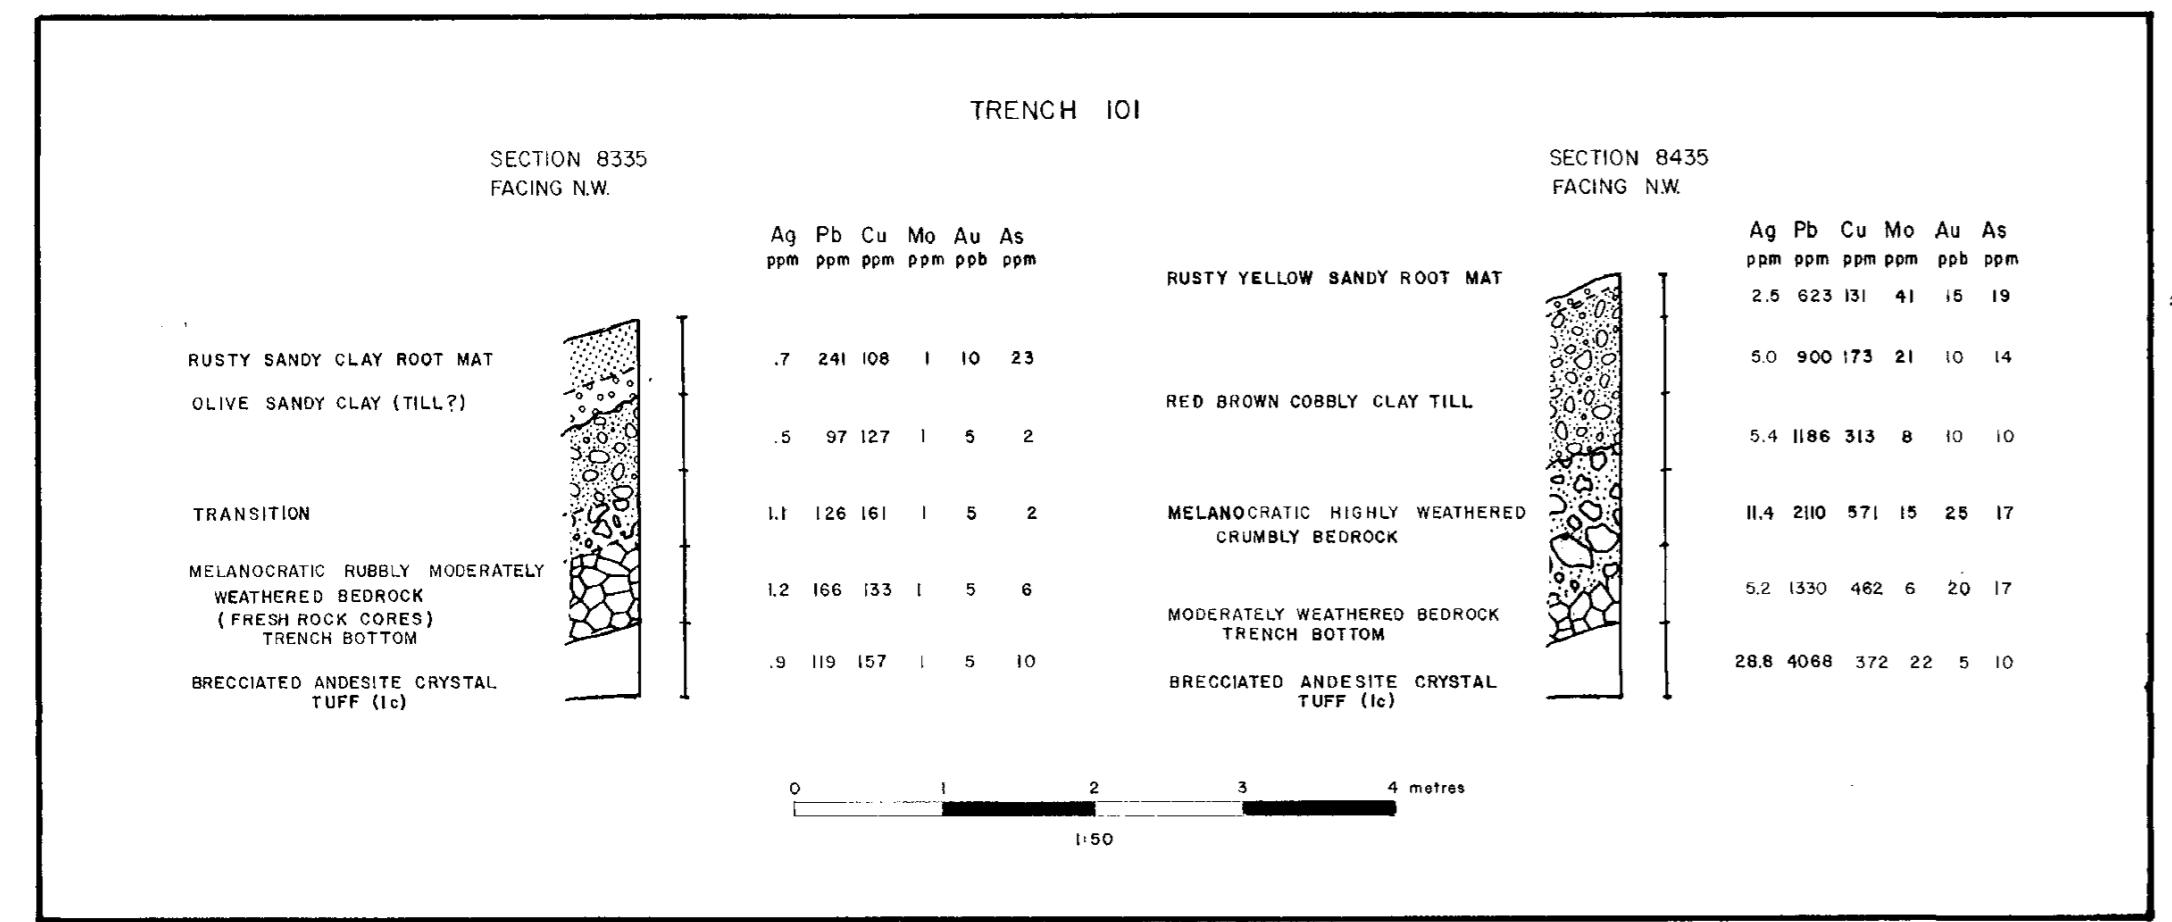 TRENCH 101
SECTION 8335
FACING N.W.
Ag Pb Cu Mo Au As
ppm ppm ppm ppm ppb ppm
RUSTY SANDY CLAY ROOT MAT
.7 241 108 1 10 23
OLIVE SANDY CLAY (TILL?)
.5 97 127 1 5 2
TRANSITION
1.1 126 161 1 5 2
MELANOCRATIC RUBBLY MODERATELY
WEATHERED BEDROCK
(FRESH ROCK CORES)
TRENCH BOTTOM
1.2 166 133 1 5 6
.9 119 157 1 5 10
BRECCIATED ANDESITE CRYSTAL
TUFF (1c)
SECTION 8435
FACING N.W.
Ag Pb Cu Mo Au As
ppm ppm ppm ppm ppb ppm
RUSTY YELLOW SANDY ROOT MAT
2.5 623 131 41 15 19
5.0 900 173 21 10 14
RED BROWN COBBLY CLAY TILL
5.4 1186 313 8 10 10
MELANOCRATIC HIGHLY WEATHERED
CRUMBLY BEDROCK
11.4 2110 571 15 25 17
5.2 1330 462 6 20 17
MODERATELY WEATHERED BEDROCK
TRENCH BOTTOM
28.8 4068 372 22 5 10
BRECCIATED ANDESITE CRYSTAL
TUFF (1c)
0 1 2 3 4 metres
1:50